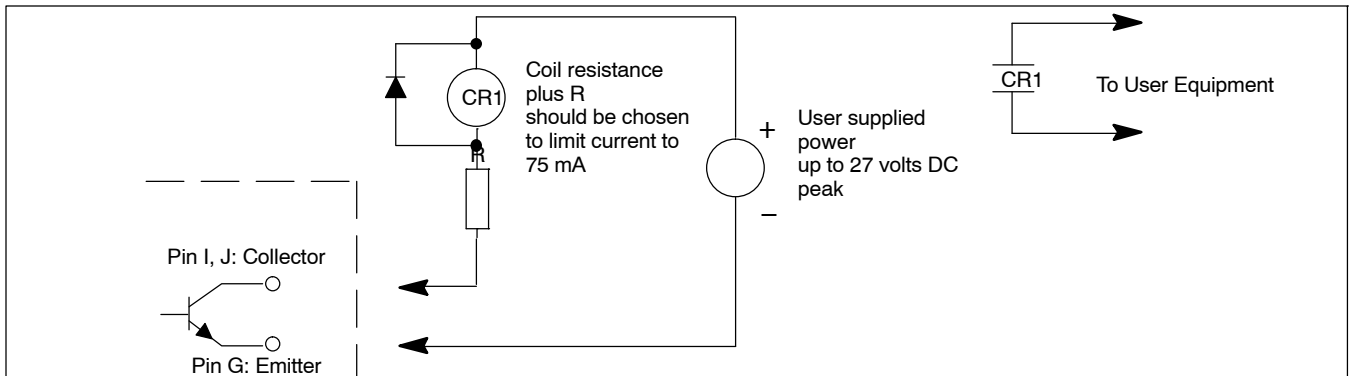 Coil resistance
plus R
should be chosen
to limit current to
75 mA
CR1
R
+
User supplied
power
up to 27 volts DC
peak
−
CR1
To User Equipment
Pin I, J: Collector
Pin G: Emitter